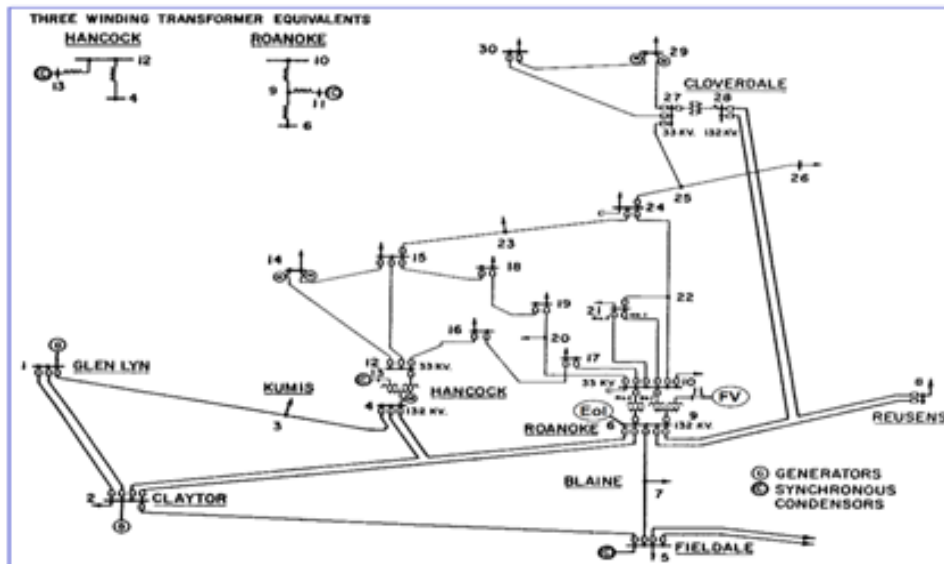 THREE WINDING TRANSFORMER EQUIVALENTS
HANCOCK
ROANOKE
C
13
12
4
10
9
11
C
6
30
29
CLOVERDALE
27
28
33 KV.
132 KV.
26
25
24
C
23
14
15
18
19
22
21
20
16
17
12
33 KV.
C
13
HANCOCK
4
132 KV.
33 KV.
10
C
FV
Eol
ROANOKE
6
9
132 KV.
8
REUSENS
1
G
GLEN LYN
KUMIS
3
2
CLAYTOR
G
BLAINE
7
C
5
FIELDALE
G GENERATORS
C SYNCHRONOUS
CONDENSORS